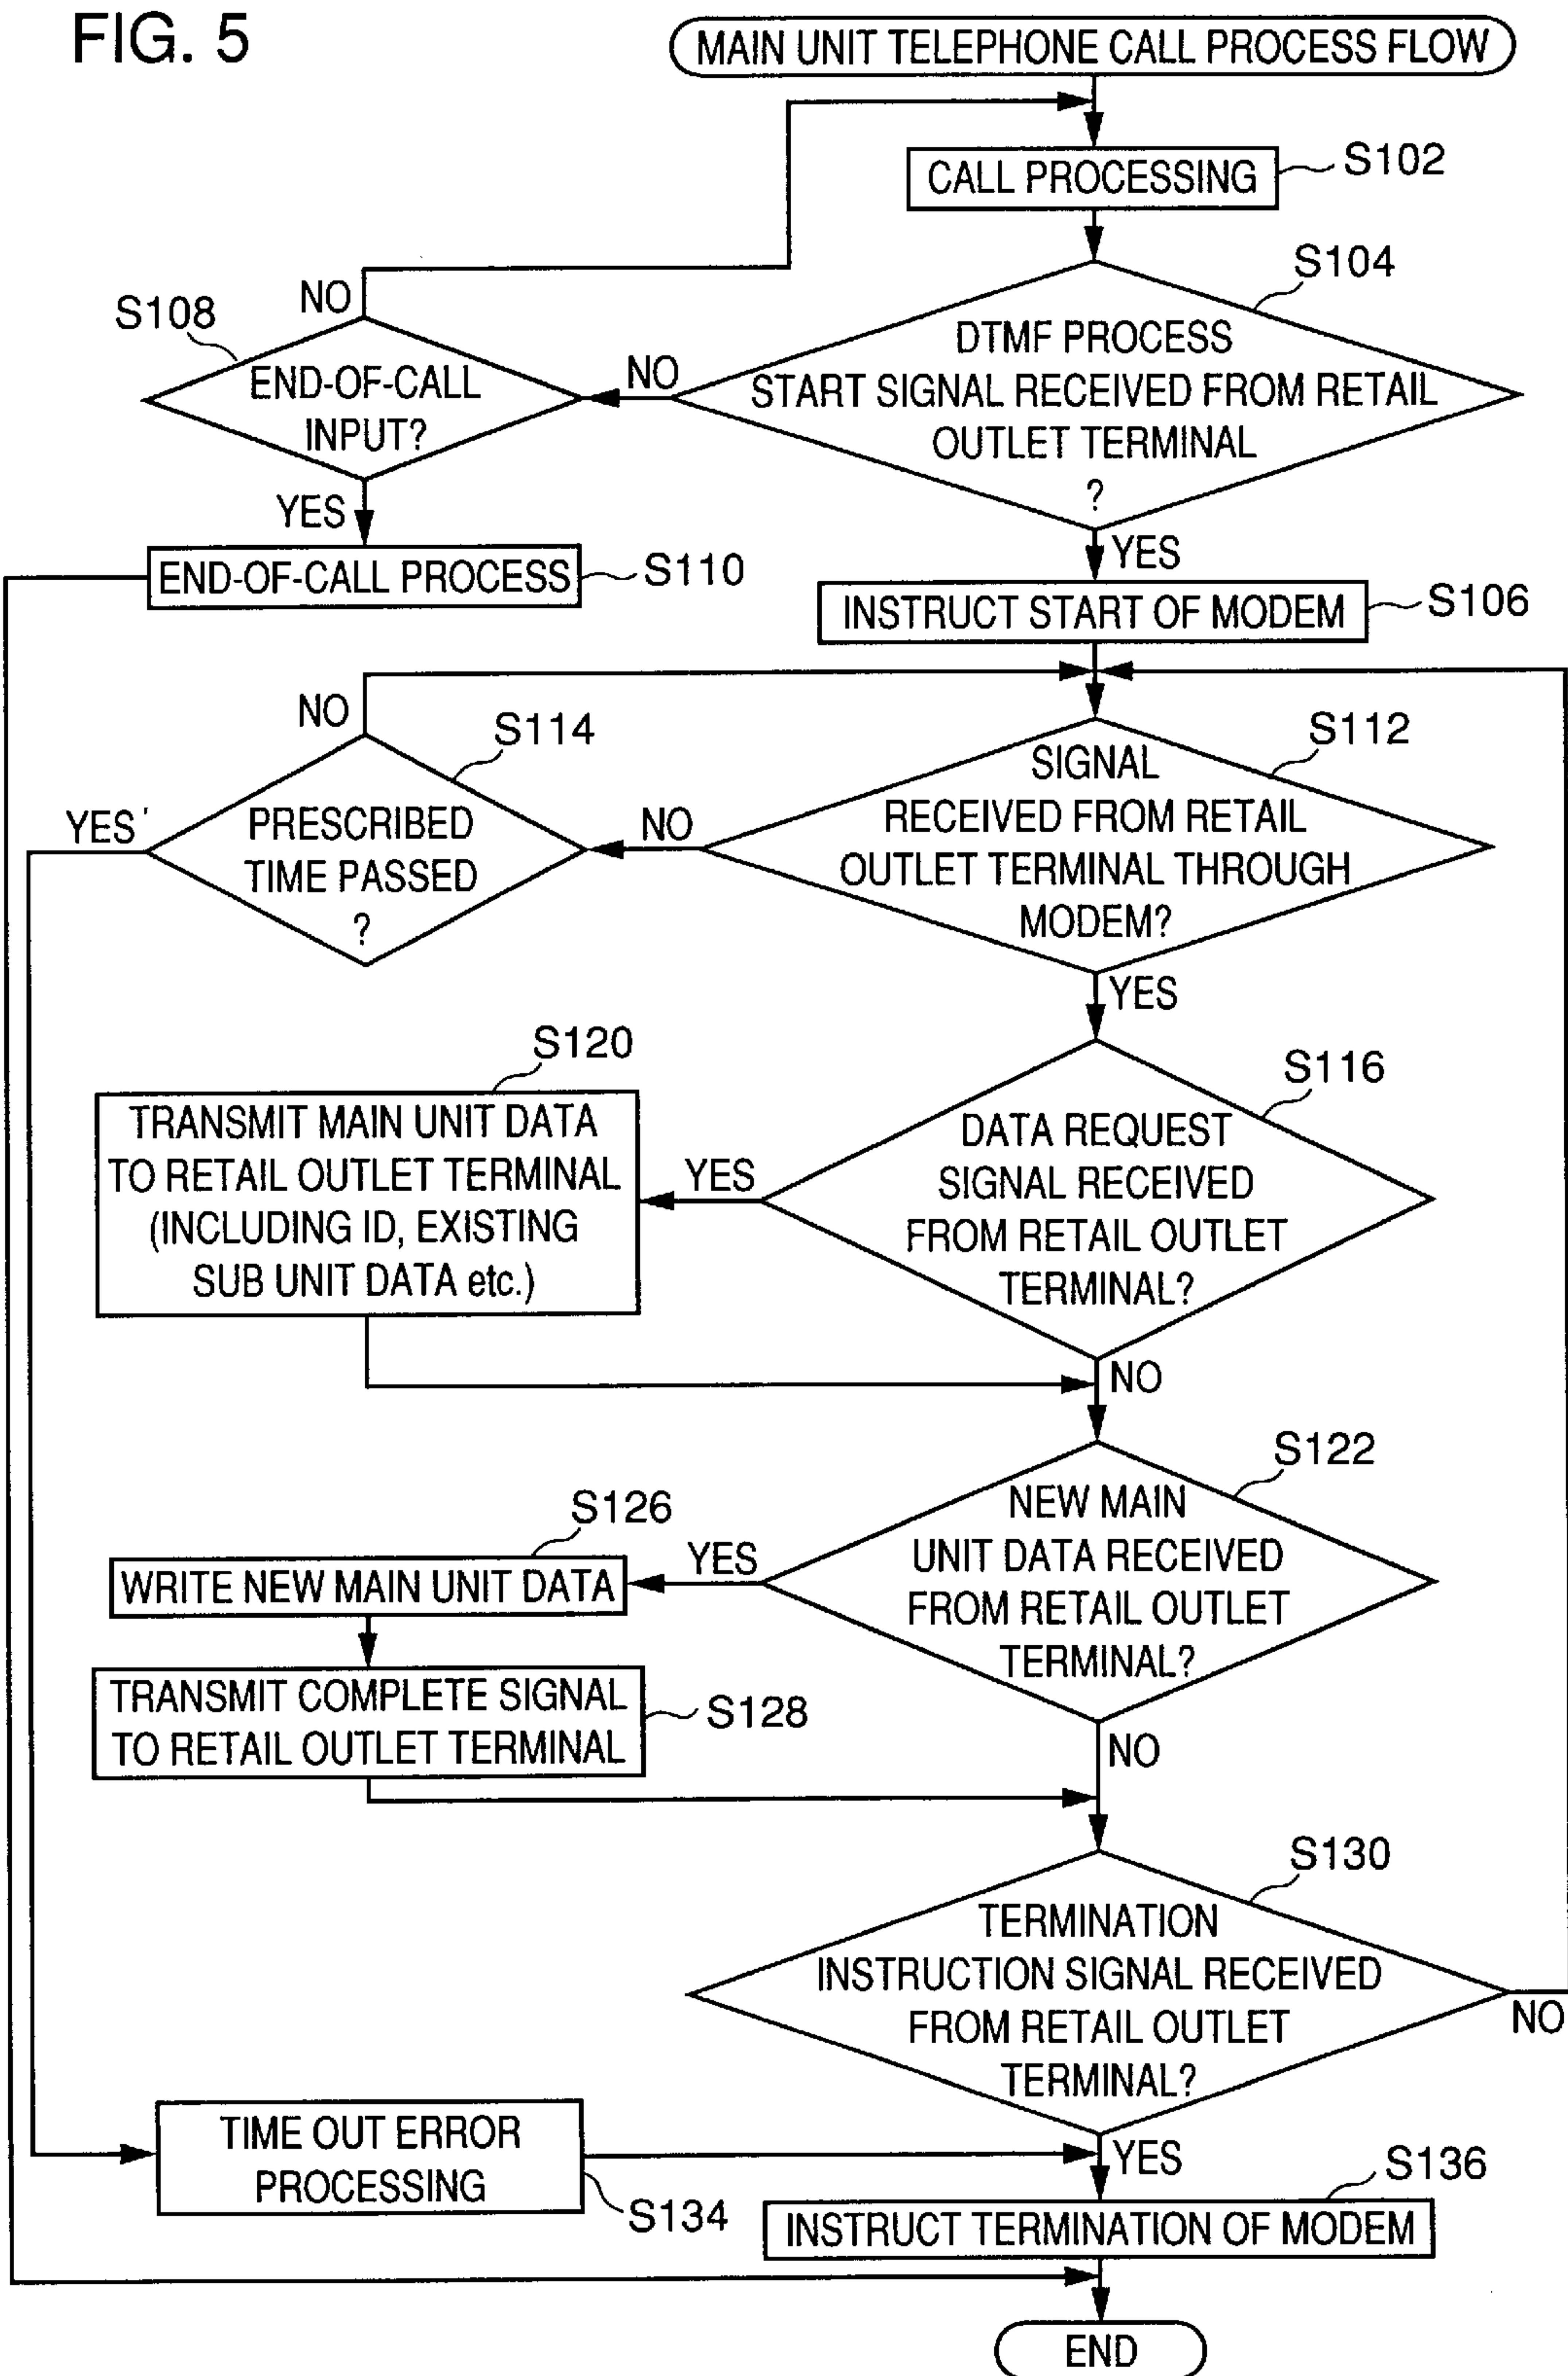 FIG. 5
MAIN UNIT TELEPHONE CALL PROCESS FLOW
CALL PROCESSING
S102
S104
DTMF PROCESS
START SIGNAL RECEIVED FROM RETAIL
OUTLET TERMINAL
?
NO
S108
NO
END-OF-CALL
INPUT?
YES
END-OF-CALL PROCESS
S110
YES
INSTRUCT START OF MODEM
S106
NO
S114
PRESCRIBED
TIME PASSED
?
YES'
NO
S112
SIGNAL
RECEIVED FROM RETAIL
OUTLET TERMINAL THROUGH
MODEM?
YES
S120
TRANSMIT MAIN UNIT DATA
TO RETAIL OUTLET TERMINAL
(INCLUDING ID, EXISTING
SUB UNIT DATA etc.)
YES
S116
DATA REQUEST
SIGNAL RECEIVED
FROM RETAIL OUTLET
TERMINAL?
NO
S122
NEW MAIN
UNIT DATA RECEIVED
FROM RETAIL OUTLET
TERMINAL?
YES
S126
WRITE NEW MAIN UNIT DATA
TRANSMIT COMPLETE SIGNAL
TO RETAIL OUTLET TERMINAL
S128
NO
S130
TERMINATION
INSTRUCTION SIGNAL RECEIVED
FROM RETAIL OUTLET
TERMINAL?
NO
YES
TIME OUT ERROR
PROCESSING
S134
S136
INSTRUCT TERMINATION OF MODEM
END